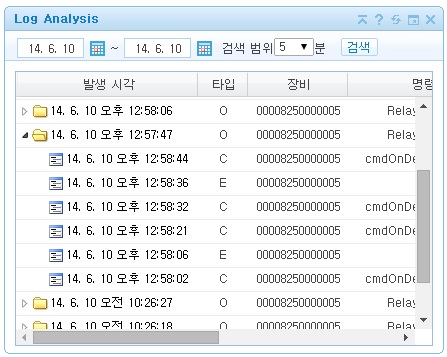 Log Analysis
14. 6. 10 ~ 14. 6. 10 검색 범위 5 분 검색
발생 시각 타입 장비 명령
14. 6. 10 오후 12:58:06 O 00008250000005 Relay
14. 6. 10 오후 12:57:47 O 00008250000005 Relay
14. 6. 10 오후 12:58:44 C 00008250000005 cmdOnDe
14. 6. 10 오후 12:58:36 E 00008250000005
14. 6. 10 오후 12:58:32 C 00008250000005 cmdOnDe
14. 6. 10 오후 12:58:21 C 00008250000005 cmdOnDe
14. 6. 10 오후 12:58:06 E 00008250000005
14. 6. 10 오후 12:58:02 C 00008250000005 cmdOnDe
14. 6. 10 오전 10:26:27 O 00008250000005 Relay
14. 6. 10 오전 10:26:18 O 00008250000005 Relay